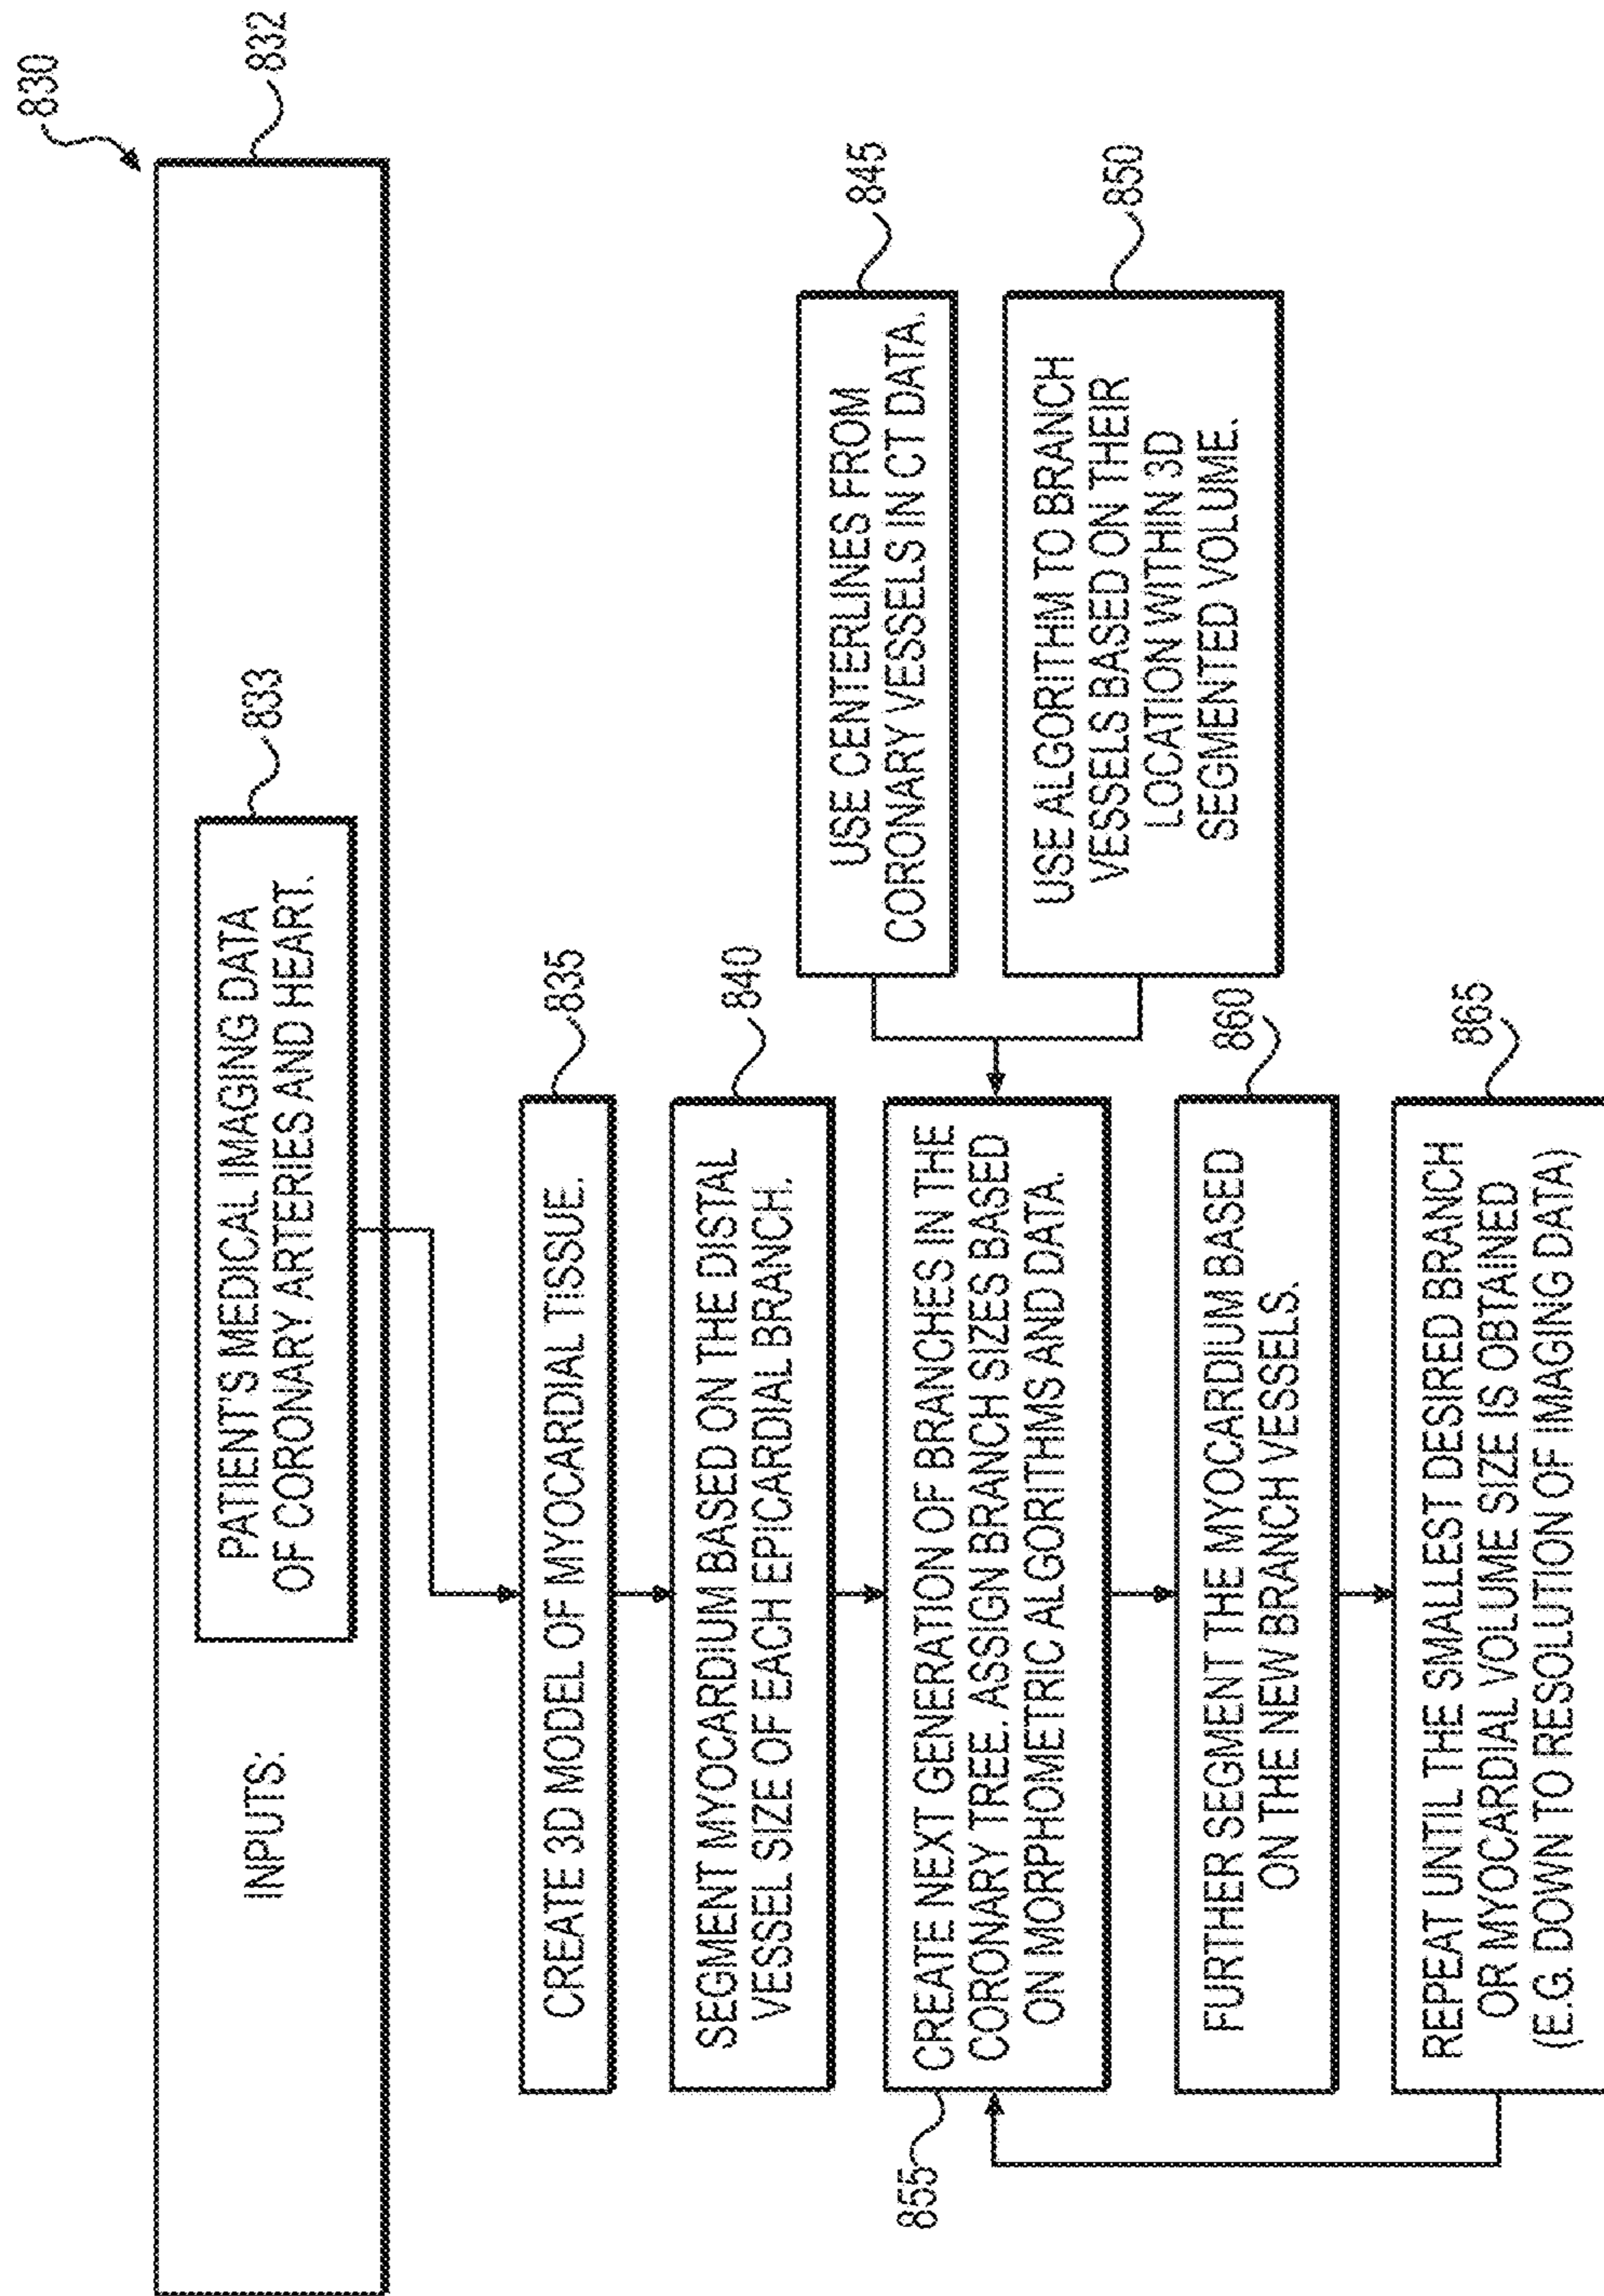 830
832
INPUTS:
833
PATIENT'S MEDICAL IMAGING DATA
OF CORONARY ARTERIES AND HEART.
835
CREATE 3D MODEL OF MYOCARDIAL TISSUE.
840
SEGMENT MYOCARDIUM BASED ON THE DISTAL
VESSEL SIZE OF EACH EPICARDIAL BRANCH.
845
USE CENTERLINES FROM
CORONARY VESSELS IN CT DATA.
850
USE ALGORITHM TO BRANCH
VESSELS BASED ON THEIR
LOCATION WITHIN 3D
SEGMENTED VOLUME.
855
CREATE NEXT GENERATION OF BRANCHES IN THE
CORONARY TREE. ASSIGN BRANCH SIZES BASED
ON MORPHOMETRIC ALGORITHMS AND DATA.
860
FURTHER SEGMENT THE MYOCARDIUM BASED
ON THE NEW BRANCH VESSELS.
865
REPEAT UNTIL THE SMALLEST DESIRED BRANCH
OR MYOCARDIAL VOLUME SIZE IS OBTAINED
(E.G. DOWN TO RESOLUTION OF IMAGING DATA)